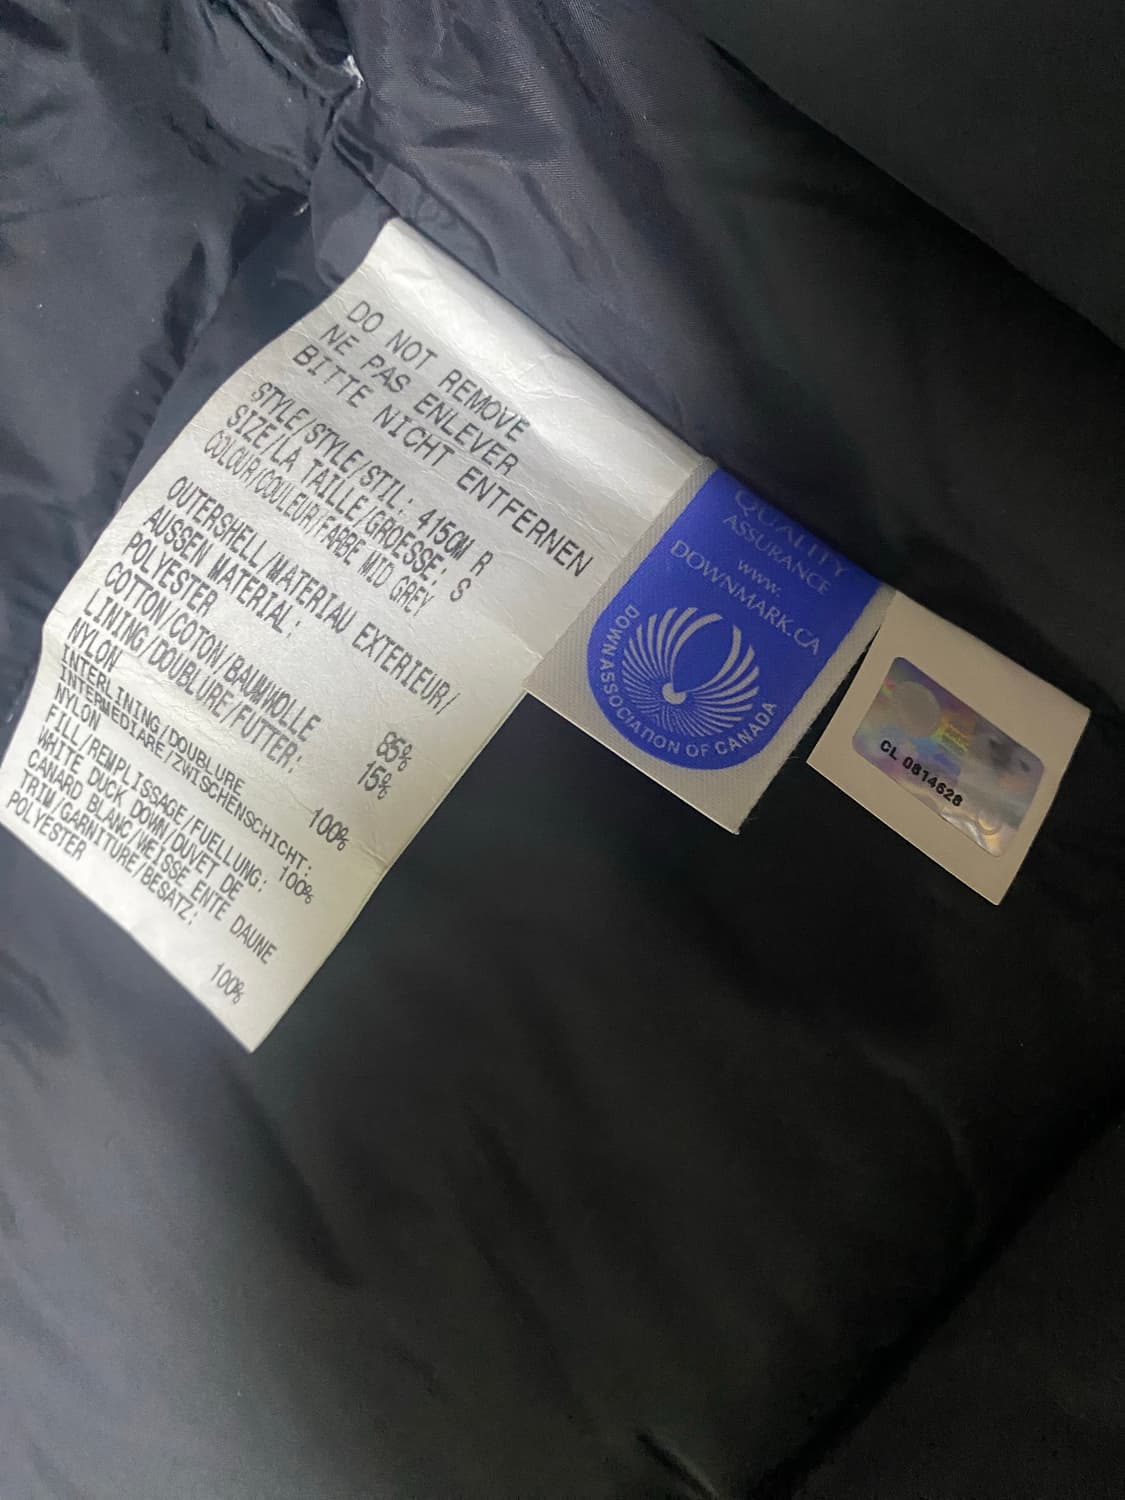 DO NOT REMOVE
NE PAS ENLEVER
BITTE NICHT ENTFERNEN
STYLE/STYLE/STIL: 4150M R
SIZE/LA TAILLE/GROESSE: S
COLOUR/COULEUR/FARBE MID GREY
OUTERSHELL/MATERIAU EXTERIEUR/
AUSSEN MATERIAL:
POLYESTER 85%
COTTON/COTON/BAUMWOLLE 15%
LINING/DOUBLURE/FUTTER:
NYLON 100%
INTERLINING/DOUBLURE
INTERMEDIARE/ZWISCHENSCHICHT:
NYLON 100%
FILL/REMPLISSAGE/FUELLUNG:
WHITE DUCK DOWN/DUVET DE
CANARD BLANC/WEISSE ENTE DAUNE
TRIM/GARNITURE/BESATZ:
POLYESTER 100%
QUALITY
ASSURANCE
www.
DOWNMARK.CA
DOWN ASSOCIATION OF CANADA
CL 0814628